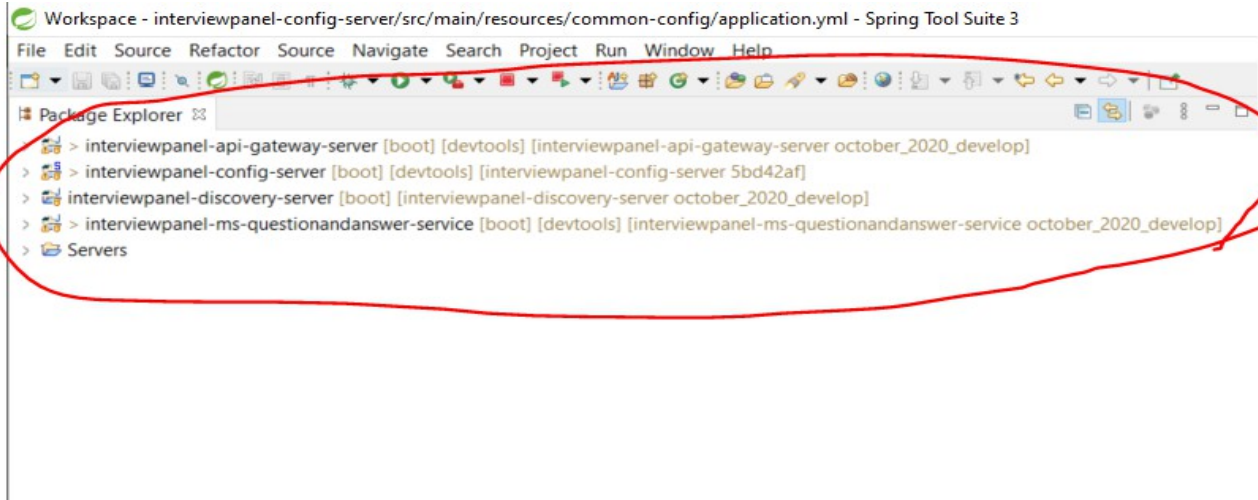 Workspace - interviewpanel-config-server/src/main/resources/common-config/application.yml - Spring Tool Suite 3
File Edit Source Refactor Source Navigate Search Project Run Window Help
Package Explorer
> interviewpanel-api-gateway-server [boot] [devtools] [interviewpanel-api-gateway-server october_2020_develop]
> interviewpanel-config-server [boot] [devtools] [interviewpanel-config-server 5bd42af]
interviewpanel-discovery-server [boot] [interviewpanel-discovery-server october_2020_develop]
> interviewpanel-ms-questionandanswer-service [boot] [devtools] [interviewpanel-ms-questionandanswer-service october_2020_develop]
Servers